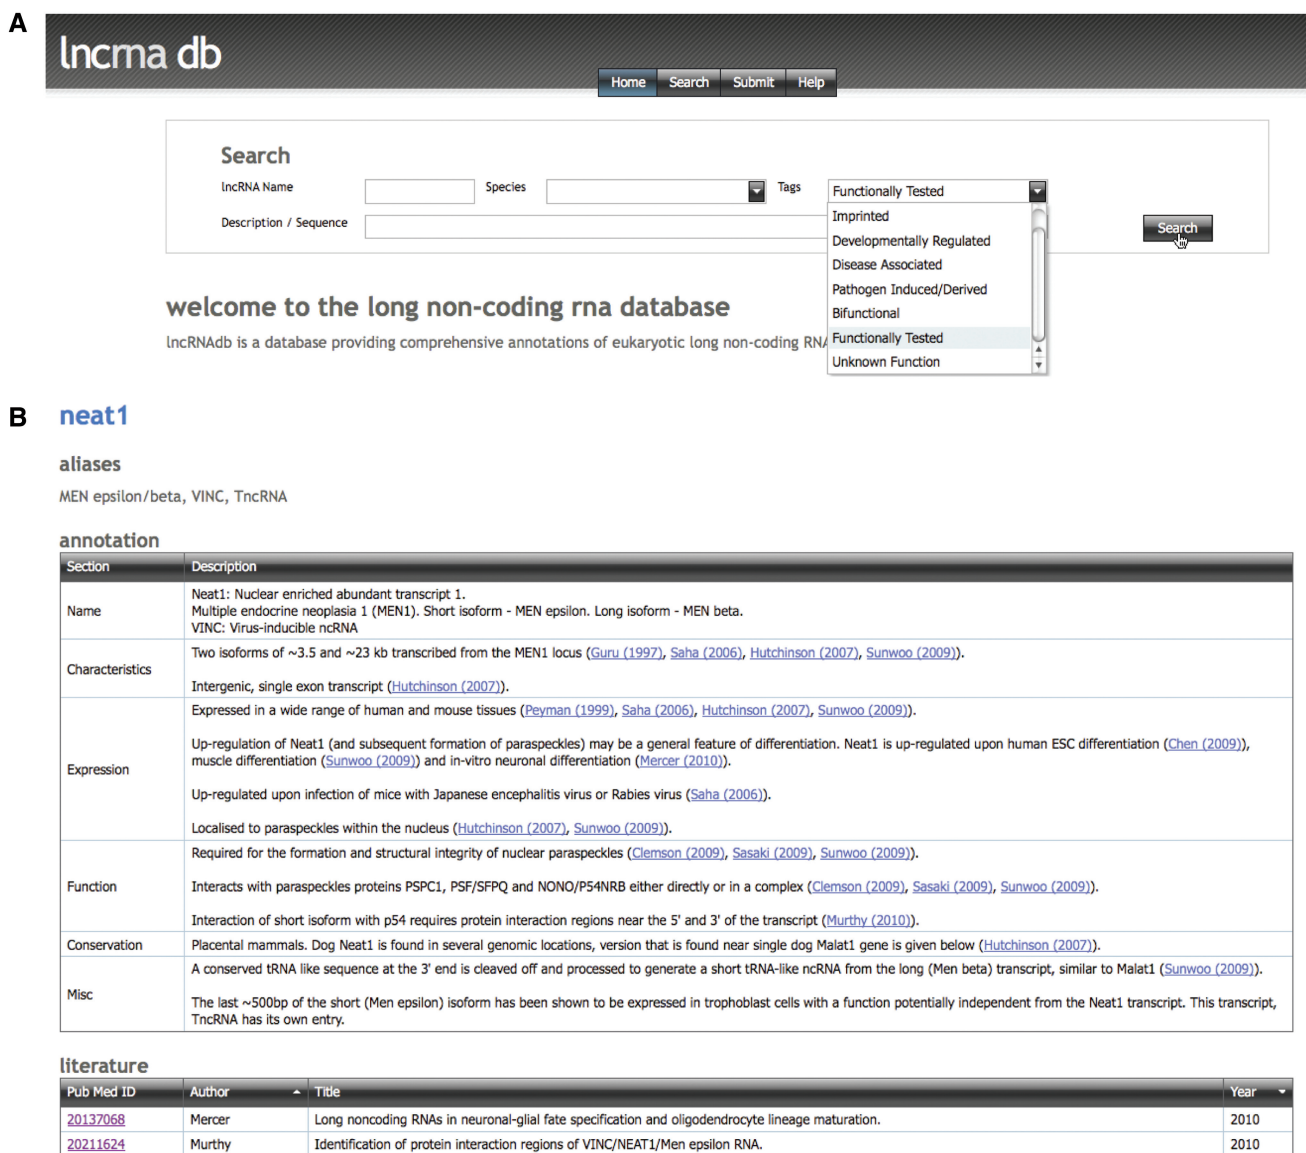 A
lncrna db
Home Search Submit Help
Search
lncRNA Name Species Tags Functionally Tested
Description / Sequence
Imprinted
Developmentally Regulated
Disease Associated
Pathogen Induced/Derived
Bifunctional
Functionally Tested
Unknown Function
Search
welcome to the long non-coding rna database
lncRNAdb is a database providing comprehensive annotations of eukaryotic long non-coding RNA
B
neat1
aliases
MEN epsilon/beta, VINC, TncRNA
annotation
Section Description
Name
Neat1: Nuclear enriched abundant transcript 1.
Multiple endocrine neoplasia 1 (MEN1). Short isoform - MEN epsilon. Long isoform - MEN beta.
VINC: Virus-inducible ncRNA
Characteristics
Two isoforms of ~3.5 and ~23 kb transcribed from the MEN1 locus (Guru (1997), Saha (2006), Hutchinson (2007), Sunwoo (2009)).
Intergenic, single exon transcript (Hutchinson (2007)).
Expression
Expressed in a wide range of human and mouse tissues (Peyman (1999), Saha (2006), Hutchinson (2007), Sunwoo (2009)).
Up-regulation of Neat1 (and subsequent formation of paraspeckles) may be a general feature of differentiation. Neat1 is up-regulated upon human ESC differentiation (Chen (2009)),
muscle differentiation (Sunwoo (2009)) and in-vitro neuronal differentiation (Mercer (2010)).
Up-regulated upon infection of mice with Japanese encephalitis virus or Rabies virus (Saha (2006)).
Localised to paraspeckles within the nucleus (Hutchinson (2007), Sunwoo (2009)).
Function
Required for the formation and structural integrity of nuclear paraspeckles (Clemson (2009), Sasaki (2009), Sunwoo (2009)).
Interacts with paraspeckles proteins PSPC1, PSF/SFPQ and NONO/P54NRB either directly or in a complex (Clemson (2009), Sasaki (2009), Sunwoo (2009)).
Interaction of short isoform with p54 requires protein interaction regions near the 5' and 3' of the transcript (Murthy (2010)).
Conservation Placental mammals. Dog Neat1 is found in several genomic locations, version that is found near single dog Malat1 gene is given below (Hutchinson (2007)).
Misc
A conserved tRNA like sequence at the 3' end is cleaved off and processed to generate a short tRNA-like ncRNA from the long (Men beta) transcript, similar to Malat1 (Sunwoo (2009)).
The last ~500bp of the short (Men epsilon) isoform has been shown to be expressed in trophoblast cells with a function potentially independent from the Neat1 transcript. This transcript,
TncRNA has its own entry.
literature
Pub Med ID Author Title Year
20137068 Mercer Long noncoding RNAs in neuronal-glial fate specification and oligodendrocyte lineage maturation. 2010
20211624 Murthy Identification of protein interaction regions of VINC/NEAT1/Men epsilon RNA. 2010